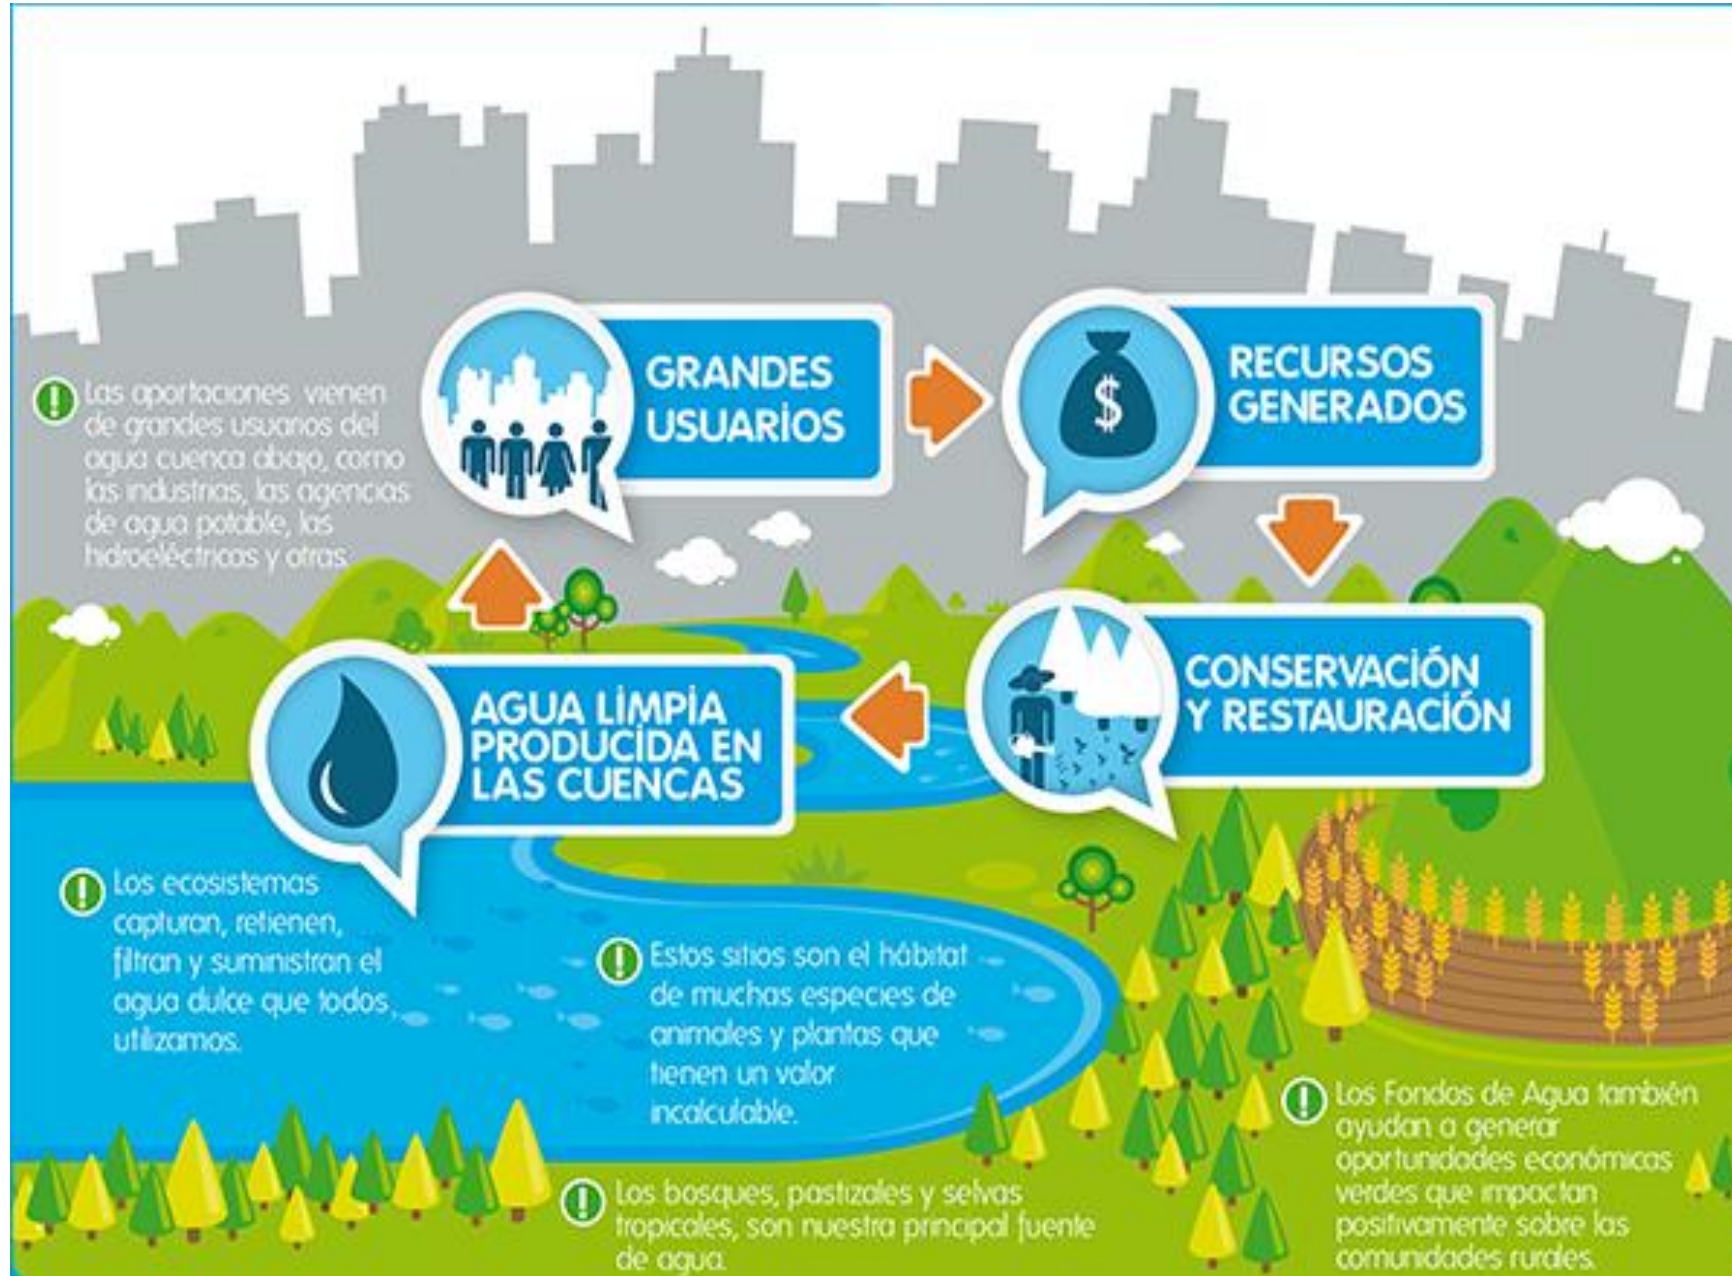 GRANDES
USUARIOS
RECURSOS
GENERADOS
$
Las aportaciones vienen
de grandes usuarios del
agua cuenca abajo, como
las industrias, las agencias
de agua potable, las
hidroeléctricas y otras.
CONSERVACIÓN
Y RESTAURACIÓN
AGUA LIMPIA
PRODUCIDA EN
LAS CUENCAS
Los ecosistemas
capturan, retienen,
filtran y suministran el
agua dulce que todos,
utilizamos.
Estos sitios son el hábitat
de muchas especies de
animales y plantas que
tienen un valor
incalculable.
Los bosques, pastizales y selvas
tropicales, son nuestra principal fuente
de agua.
Los Fondos de Agua también
ayudan a generar
oportunidades económicas
verdes que impactan
positivamente sobre las
comunidades rurales.